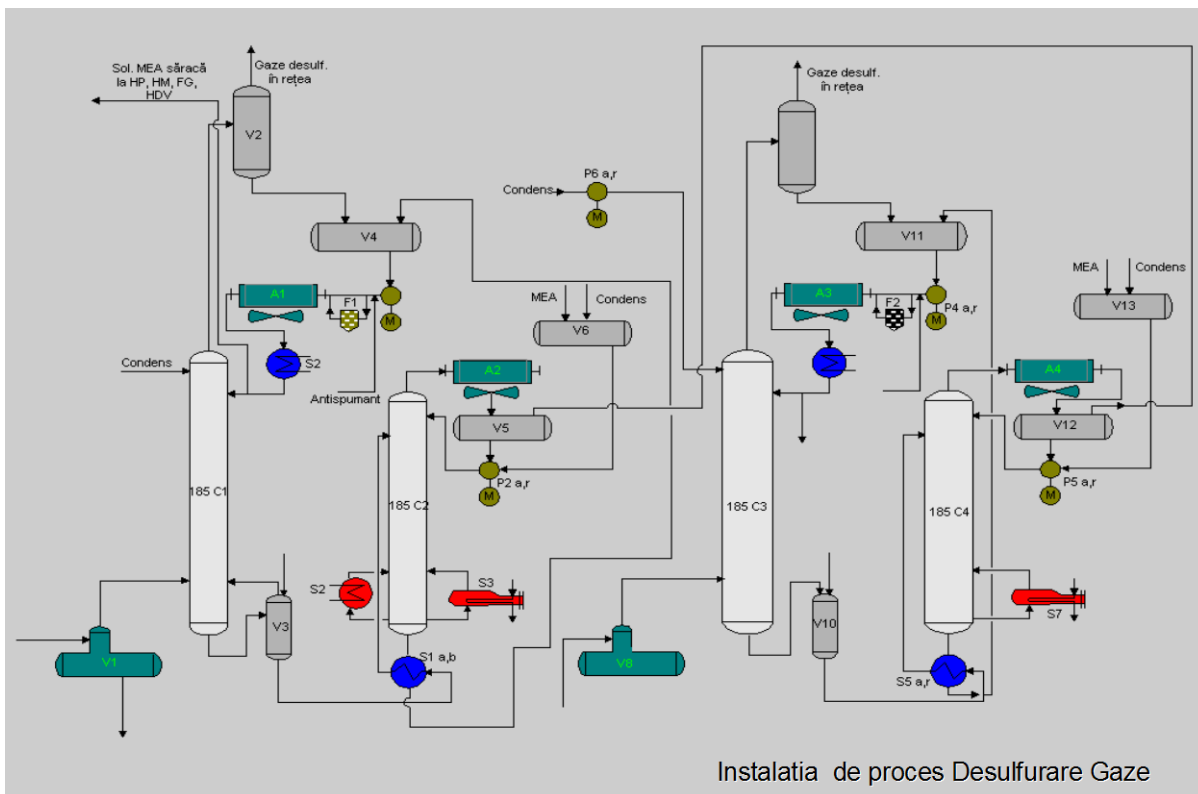 Sol. MEA săracă
la HP, HM, FG,
HDV
Gaze desulf.
în rețea
V2
V4
A1
F1
M
S2
Condens
Antispumant
185 C1
V1
V3
P6 a,r
Condens
M
MEA
Condens
V6
A2
V5
P2 a,r
M
185 C2
S2
S3
S1 a,b
Gaze desulf.
în rețea
V11
A3
F2
P4 a,r
M
MEA
Condens
V13
A4
V12
P5 a,r
M
185 C3
185 C4
V8
V10
S7
S5 a,r
Instalatia de proces Desulfurare Gaze